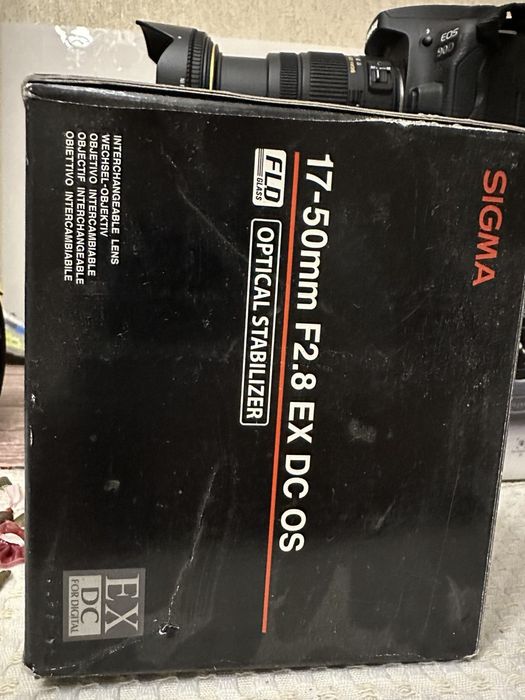 EOS
90D
SIGMA
17-50mm F2.8 EX DC OS
FLD
GLASS
OPTICAL STABILIZER
INTERCHANGEABLE LENS
WECHSEL-OBJEKTIV
OBJETIVO INTERCAMBIABLE
OBJECTIF INTERCHANGEABLE
OBIETTIVO INTERCAMBIABILE
EX
DC
FOR DIGITAL